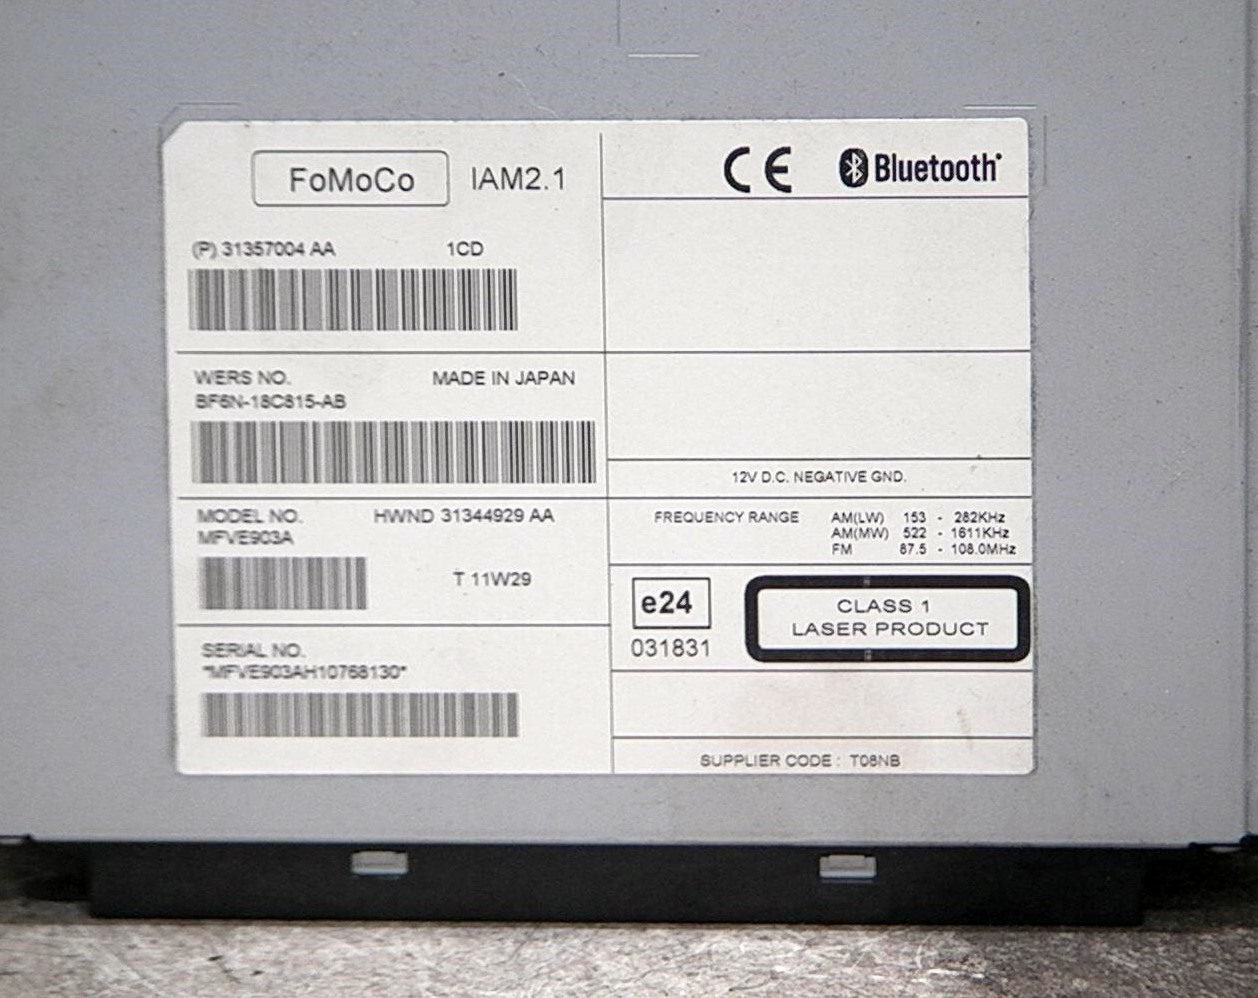 FoMoCo IAM2.1
(P) 31357004 AA 1CD
WERS NO. MADE IN JAPAN
BF6N-18C815-AB
MODEL NO. HWND 31344929 AA
MFVE903A
T 11W29
SERIAL NO.
*MFVE903AH10768130*
CE Bluetooth
12V D.C. NEGATIVE GND.
FREQUENCY RANGE AM(LW) 153 - 282KHz
AM(MW) 522 - 1611KHz
FM 87.5 - 108.0MHz
e24
031831
CLASS 1
LASER PRODUCT
SUPPLIER CODE : T08NB